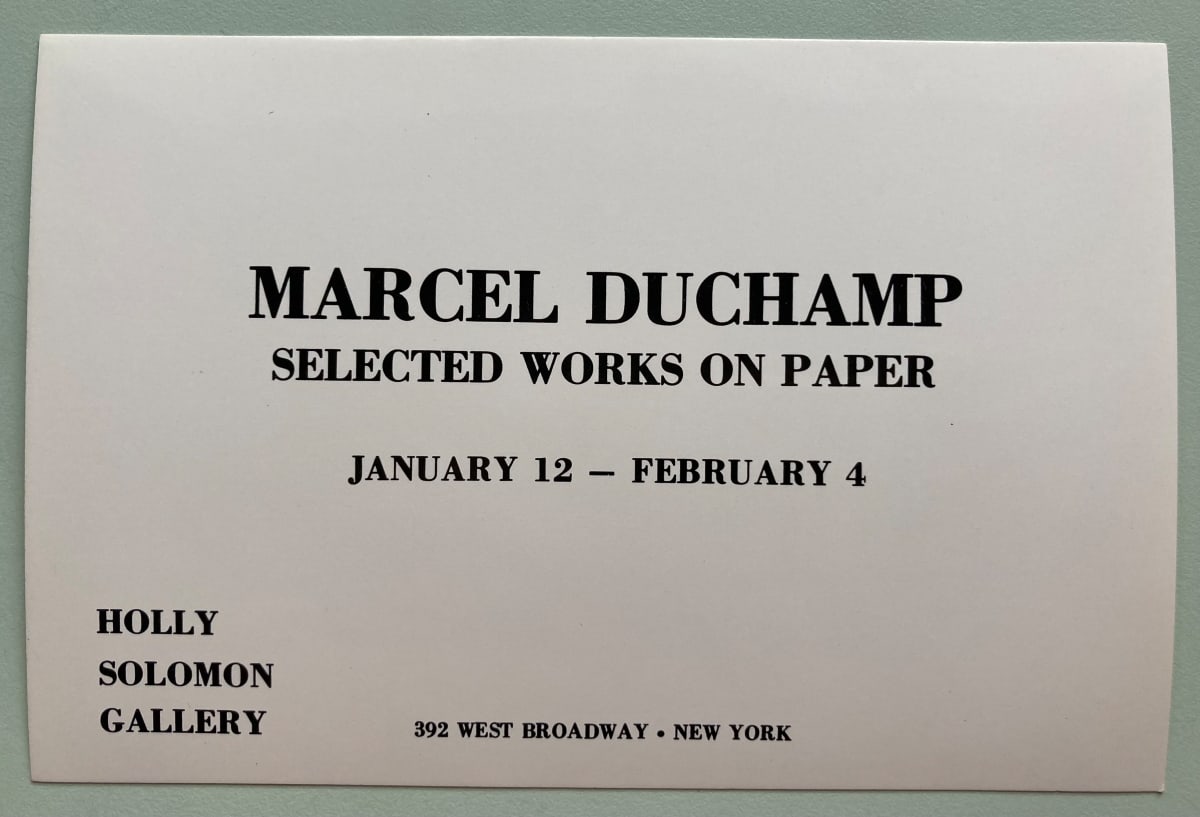 MARCEL DUCHAMP
SELECTED WORKS ON PAPER
JANUARY 12 – FEBRUARY 4
HOLLY
SOLOMON
GALLERY
392 WEST BROADWAY • NEW YORK